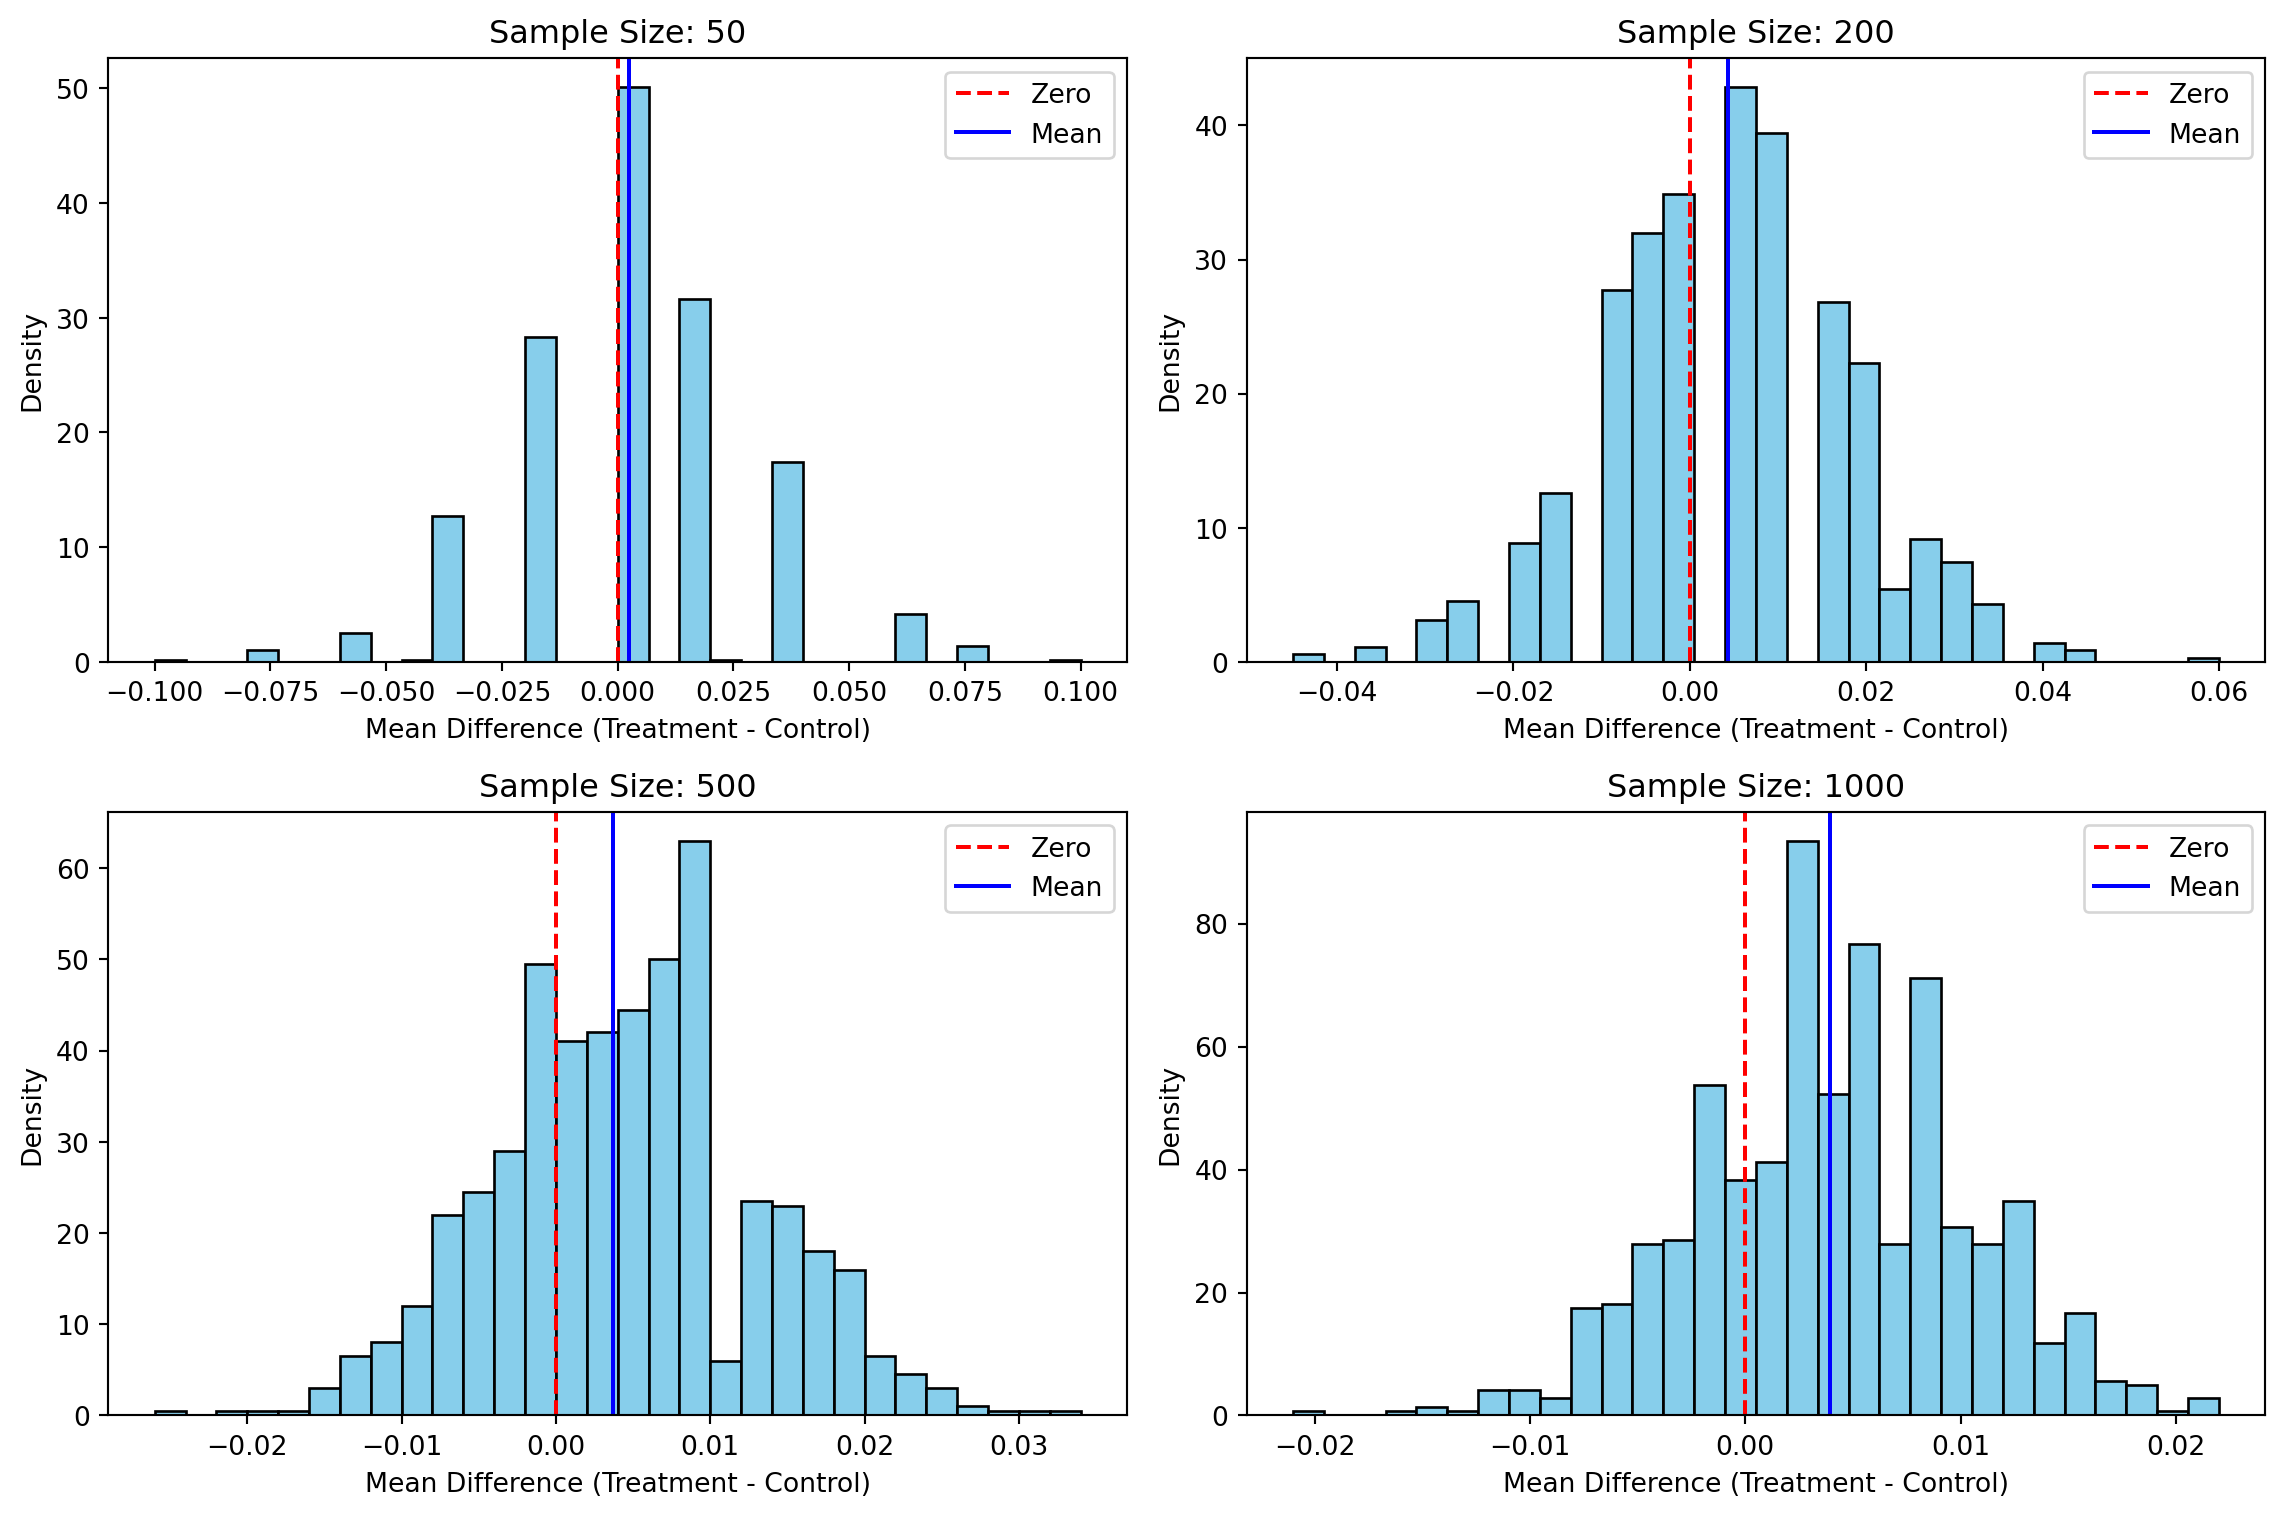 Sample Size: 50
Density
50
40
30
20
10
0
−0.100 −0.075 −0.050 −0.025 0.000 0.025 0.050 0.075 0.100
Mean Difference (Treatment - Control)
Zero
Mean
Sample Size: 200
Density
40
30
20
10
0
−0.04 −0.02 0.00 0.02 0.04 0.06
Mean Difference (Treatment - Control)
Zero
Mean
Sample Size: 500
Density
60
50
40
30
20
10
0
−0.02 −0.01 0.00 0.01 0.02 0.03
Mean Difference (Treatment - Control)
Zero
Mean
Sample Size: 1000
Density
80
60
40
20
0
−0.02 −0.01 0.00 0.01 0.02
Mean Difference (Treatment - Control)
Zero
Mean